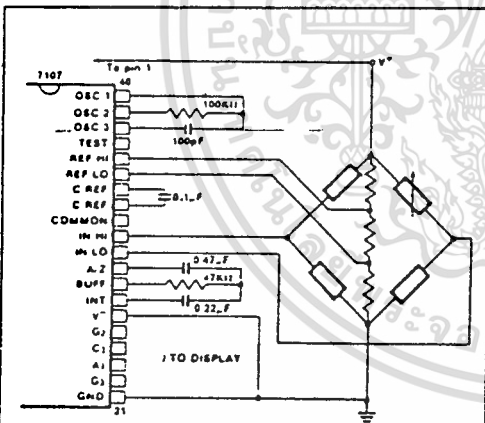 To pin 1
7107
40
V⁺
OSC 1
OSC 2
100KΩ
OSC 3
100pF
TEST
REF HI
REF LO
C REF
0.1µF
C REF
COMMON
IN HI
IN LO
A/Z
0.47µF
BUFF
47KΩ
INT
0.22µF
V⁻
G₂
C₃
A₃
G₃
TO DISPLAY
GND
21